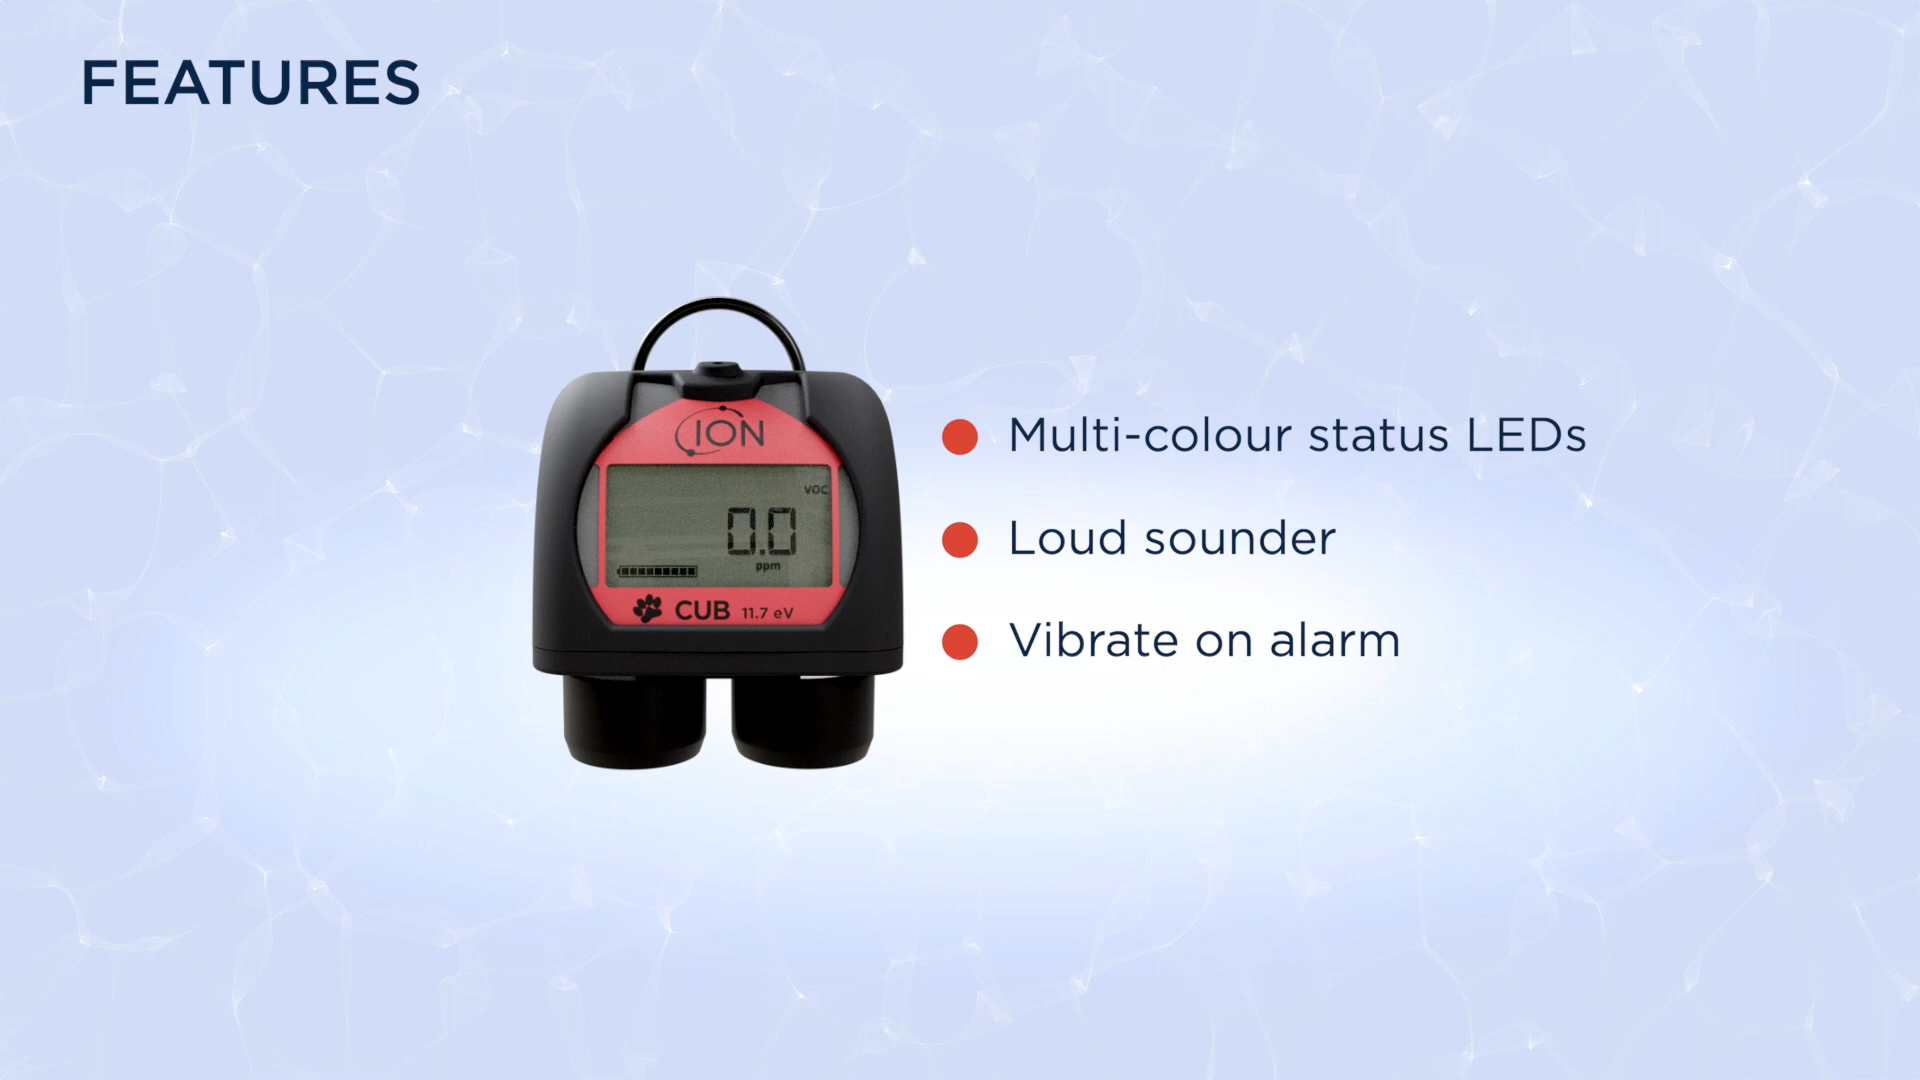 FEATURES
ION
VOC
0.0
ppm
CUB 11.7 eV
Multi-colour status LEDs
Loud sounder
Vibrate on alarm